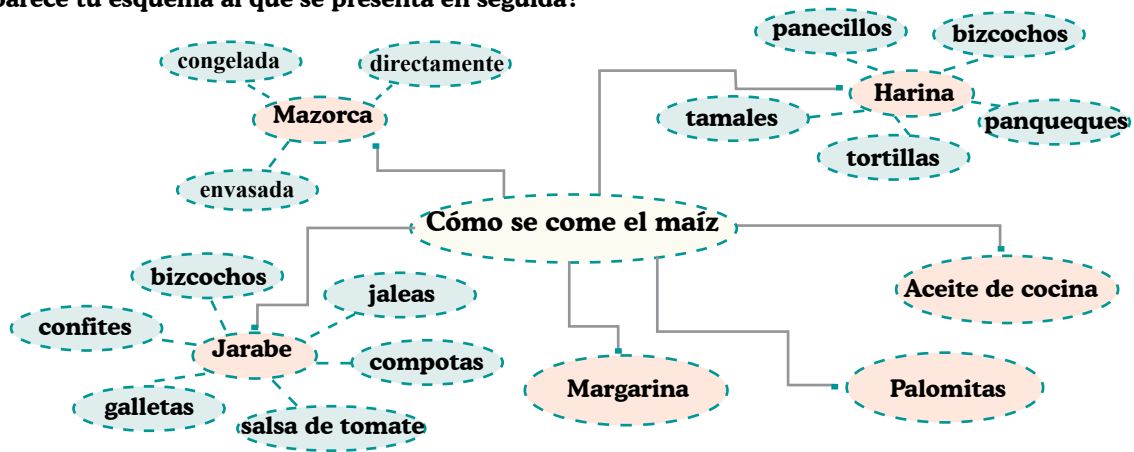 parece tu esquema al que se presenta en seguida?
congelada
directamente
Mazorca
envasada
panecillos
bizcochos
Harina
tamales
panqueques
tortillas
Cómo se come el maíz
bizcochos
jaleas
confites
Jarabe
compotas
galletas
salsa de tomate
Aceite de cocina
Margarina
Palomitas